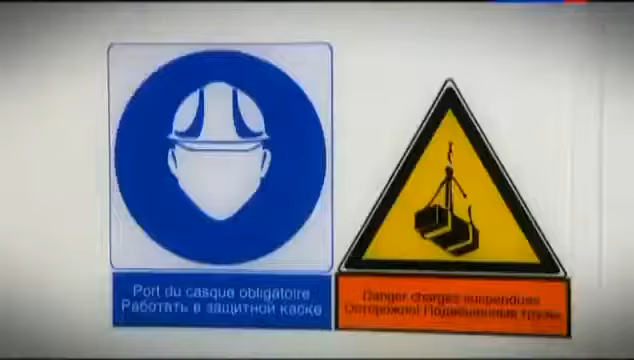 Port du casque obligatoire
Работать в защитной каске
Danger charges suspendues
Осторожно! Подвешенные грузы